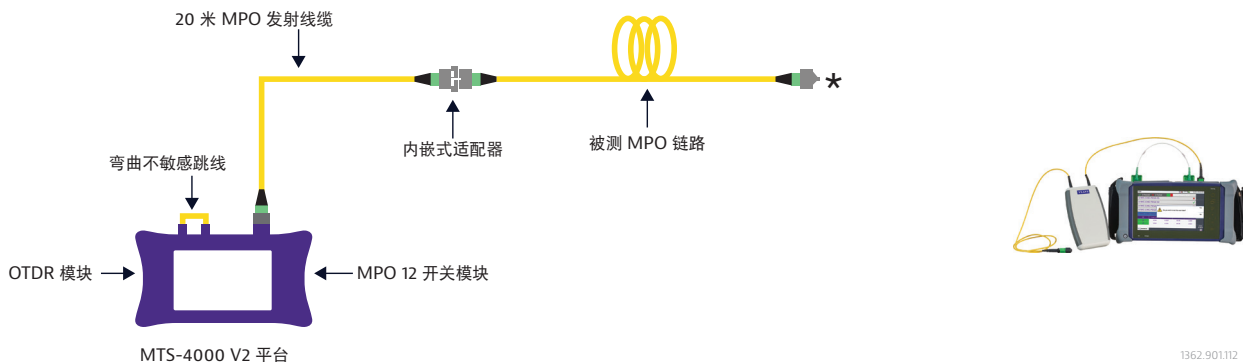 20 米 MPO 发射线缆
内嵌式适配器
被测 MPO 链路
弯曲不敏感跳线
OTDR 模块
MPO 12 开关模块
MTS-4000 V2 平台
1362.901.112